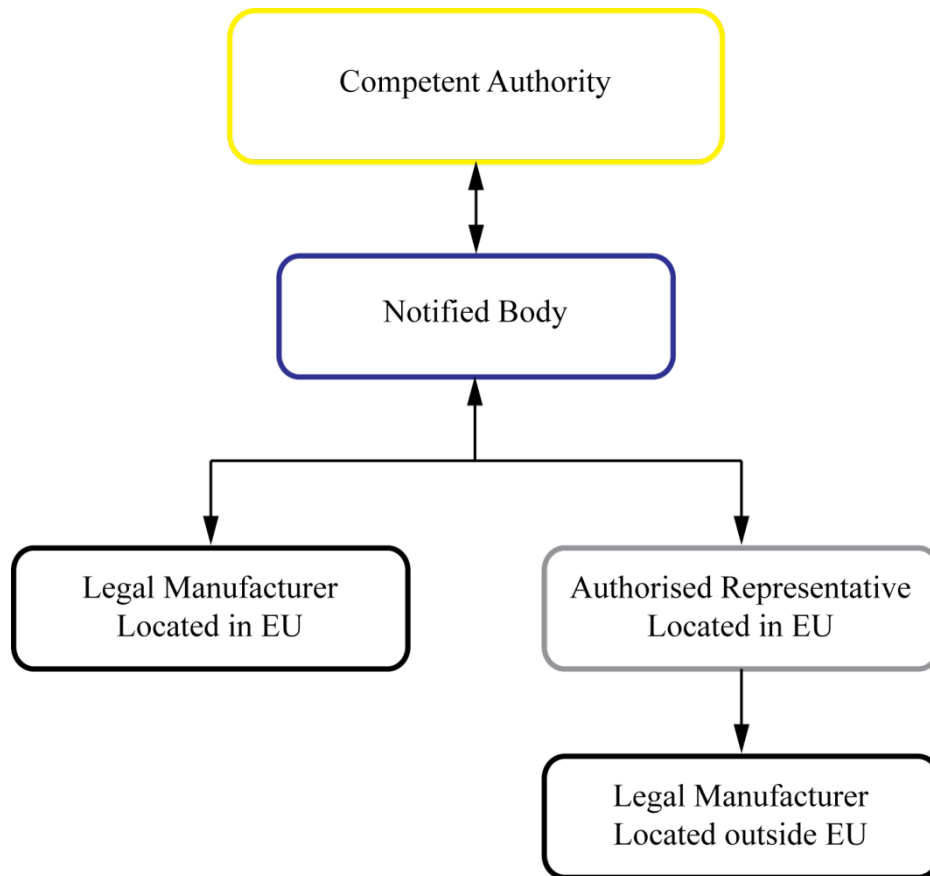 Competent Authority
Notified Body
Legal Manufacturer
Located in EU
Authorised Representative
Located in EU
Legal Manufacturer
Located outside EU